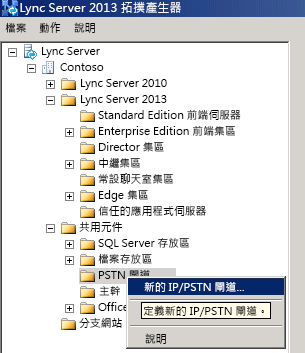 Lync Server 2013 拓撲產生器
檔案 動作 說明
Lync Server
Contoso
Lync Server 2010
Lync Server 2013
Standard Edition 前端伺服器
Enterprise Edition 前端集區
Director 集區
中繼集區
常設聊天室集區
Edge 集區
信任的應用程式伺服器
共用元件
SQL Server 存放區
檔案存放區
PSTN 閘道
新的 IP/PSTN 閘道...
主幹
定義新的 IP/PSTN 閘道。
Office
說明
分支網站